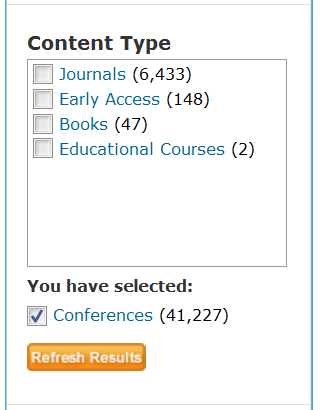 Content Type
Journals (6,433)
Early Access (148)
Books (47)
Educational Courses (2)
You have selected:
Conferences (41,227)
Refresh Results